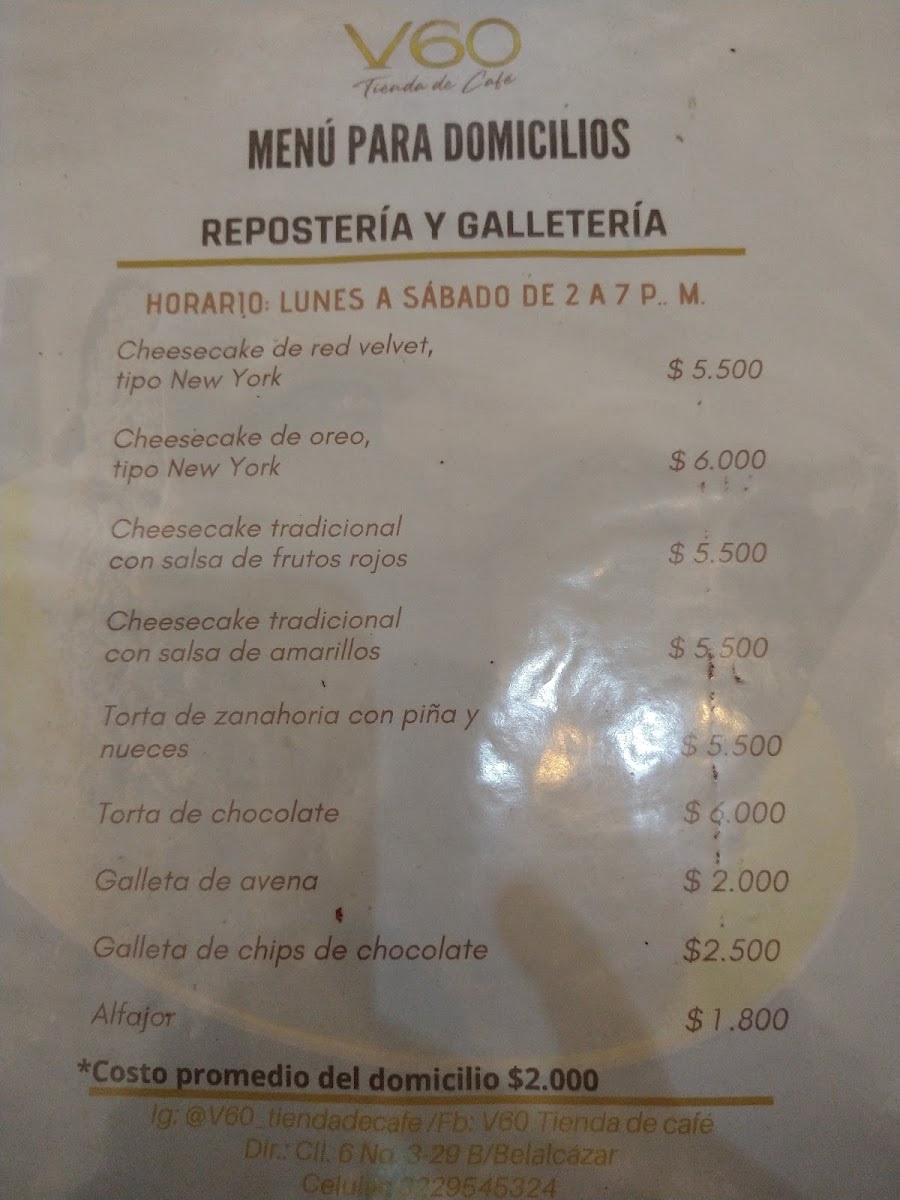 V60
Tienda de Café
MENÚ PARA DOMICILIOS
REPOSTERÍA Y GALLETERÍA
HORARIO: LUNES A SÁBADO DE 2 A 7 P.. M.
Cheesecake de red velvet,
tipo New York $ 5.500
Cheesecake de oreo,
tipo New York $ 6.000
Cheesecake tradicional
con salsa de frutos rojos $ 5.500
Cheesecake tradicional
con salsa de amarillos $ 5.500
Torta de zanahoria con piña y
nueces $ 5.500
Torta de chocolate $ 6.000
Galleta de avena $ 2.000
Galleta de chips de chocolate $2.500
Alfajor $ 1.800
*Costo promedio del domicilio $2.000
Ig: @V60_tiendadecafe /Fb: V60 Tienda de café
Dir.: Cll. 6 No. 3-29 B/Belalcázar
Celular 3229545324